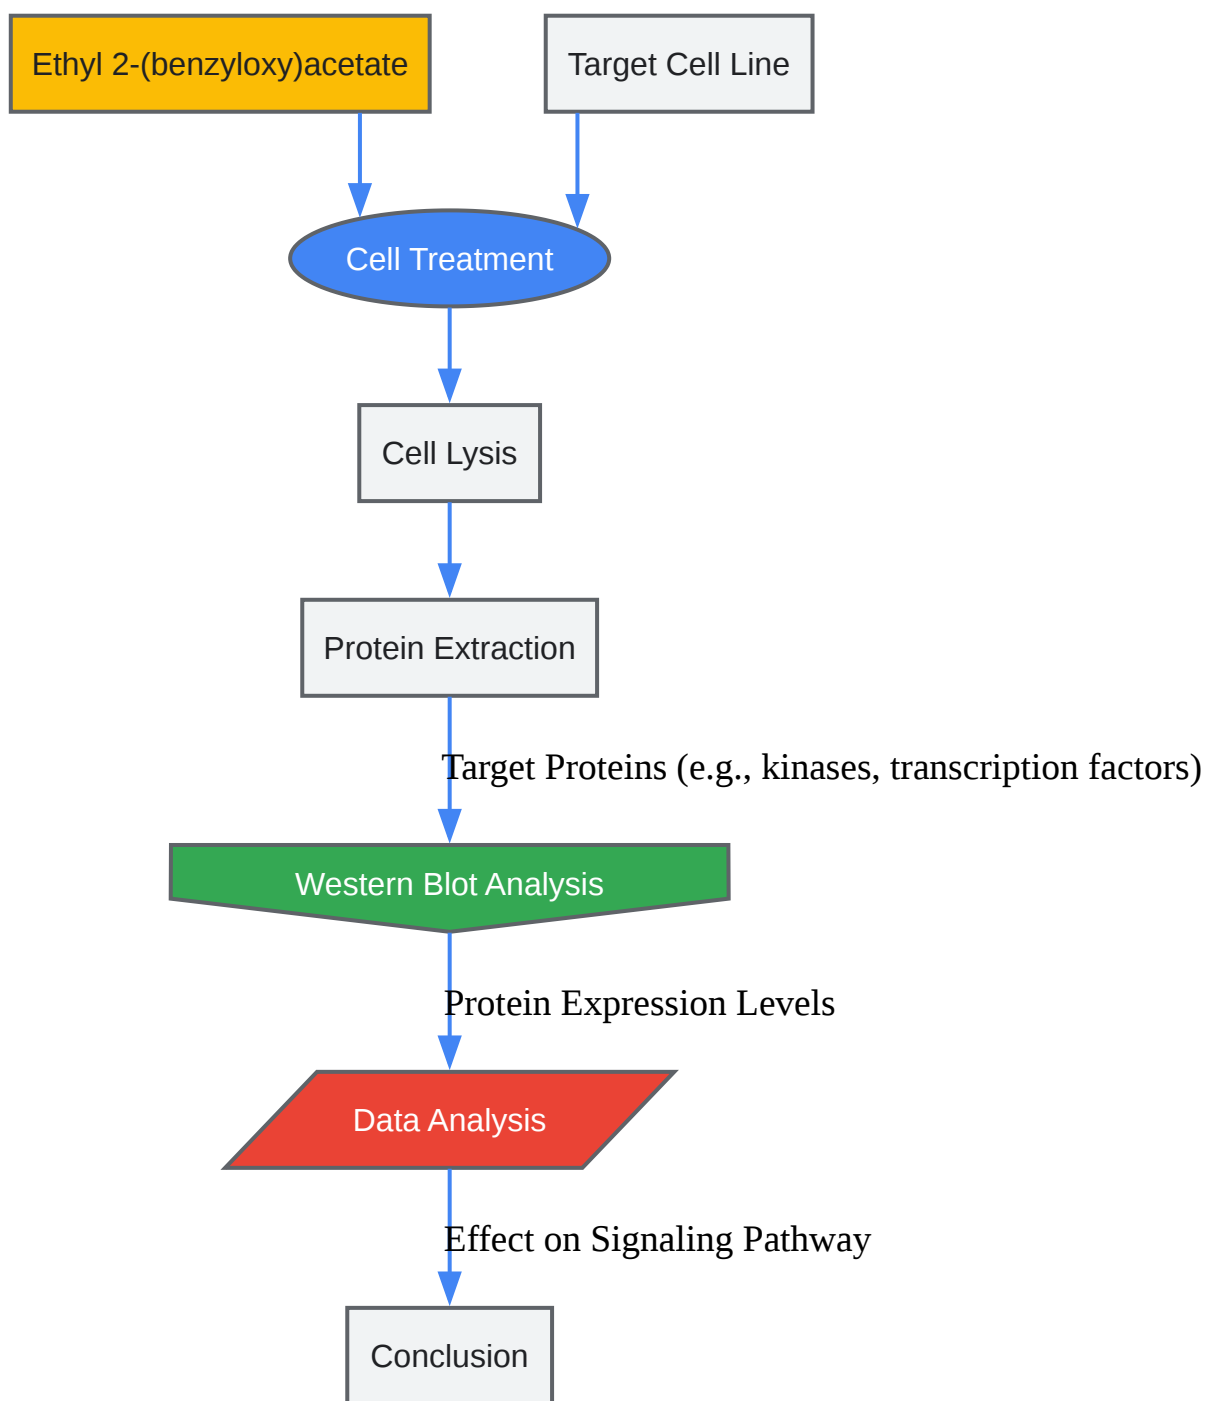 Ethyl 2-(benzyloxy)acetate
Target Cell Line
Cell Treatment
Cell Lysis
Protein Extraction
Target Proteins (e.g., kinases, transcription factors)
Western Blot Analysis
Protein Expression Levels
Data Analysis
Effect on Signaling Pathway
Conclusion